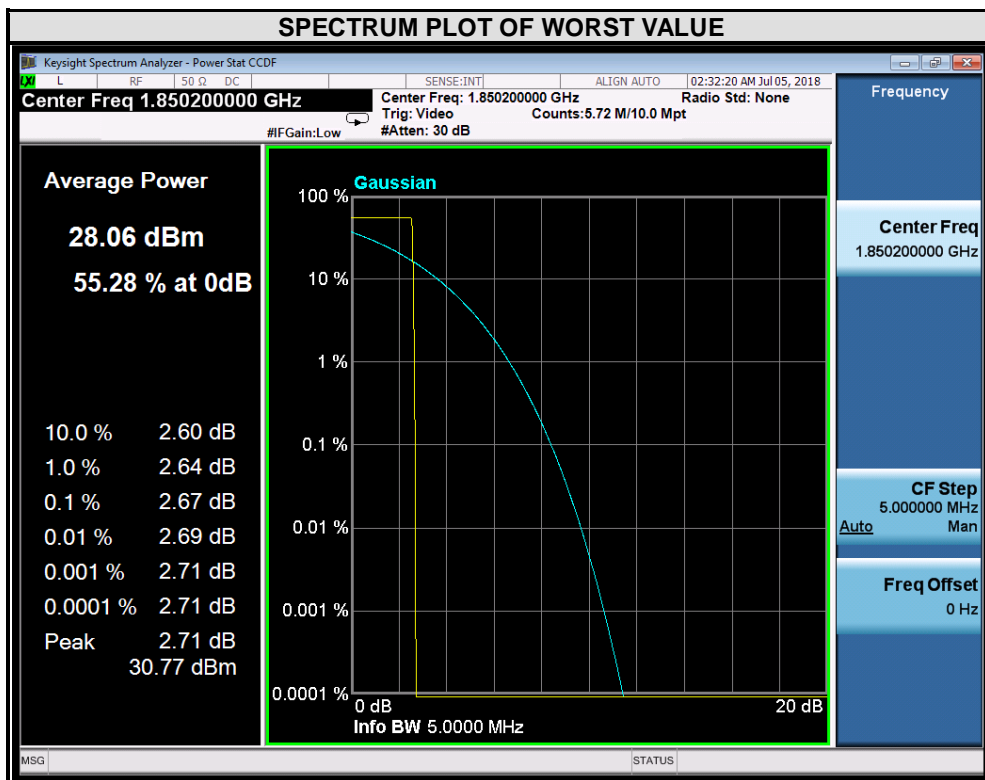 SPECTRUM PLOT OF WORST VALUE
Keysight Spectrum Analyzer - Power Stat CCDF
LXI L RF 50 Ω DC SENSE:INT ALIGN AUTO 02:32:20 AM Jul 05, 2018
Center Freq 1.850200000 GHz
Center Freq: 1.850200000 GHz Radio Std: None
Trig: Video Counts:5.72 M/10.0 Mpt
#IFGain:Low #Atten: 30 dB
Frequency
Average Power
28.06 dBm
55.28 % at 0dB
10.0 % 2.60 dB
1.0 % 2.64 dB
0.1 % 2.67 dB
0.01 % 2.69 dB
0.001 % 2.71 dB
0.0001 % 2.71 dB
Peak 2.71 dB
30.77 dBm
Gaussian
100 %
10 %
1 %
0.1 %
0.01 %
0.001 %
0.0001 %
0 dB 20 dB
Info BW 5.0000 MHz
Center Freq
1.850200000 GHz
CF Step
5.000000 MHz
Auto Man
Freq Offset
0 Hz
MSG STATUS